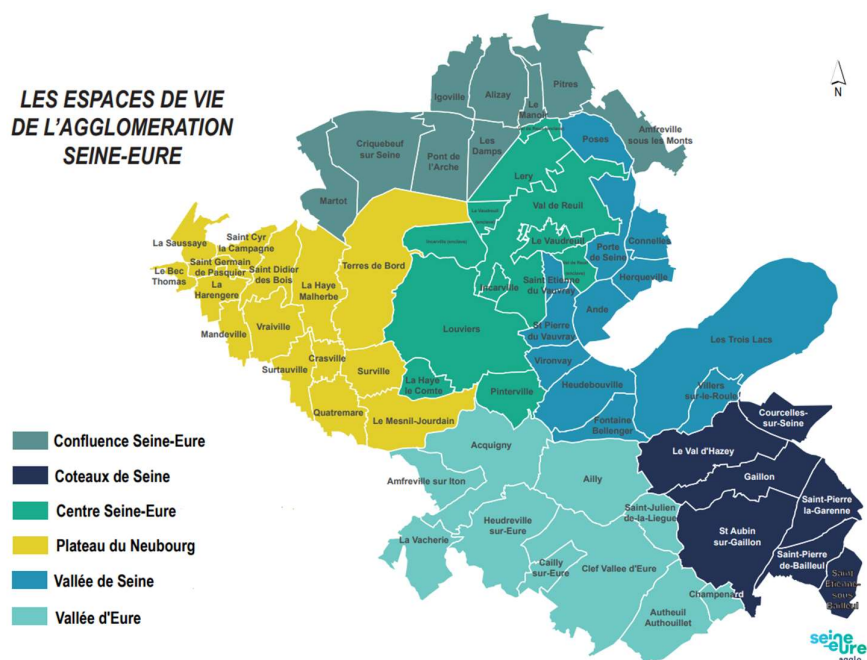 LES ESPACES DE VIE
DE L'AGGLOMERATION
SEINE-EURE
N
Igoville
Alizay
Le
Manoir
Pitres
Amfreville
sous les Monts
Criquebeuf
sur Seine
Pont de
l'Arche
Les
Damps
Poses
Martot
Lery
Val de Reuil
Le Vaudreuil
Connelles
Porte
de Seine
Herqueville
La Saussaye
Saint Cyr
la Campagne
Saint Germain
de Pasquier
Le Bec
Thomas
La
Harengere
Saint Didier
des Bois
La Haye
Malherbe
Terres de Bord
Incarville
Saint Etienne
du Vauvray
Ande
Mandeville
Vraiville
Louviers
St Pierre
du Vauvray
Les Trois Lacs
Surtauville
Crasville
Surville
La Haye
le Comte
Vironvay
Heudebouville
Villers
sur-le-Roule
Pinterville
Quatremare
Le Mesnil-Jourdain
Fontaine
Bellenger
Courcelles-
sur-Seine
Acquigny
Le Val d'Hazey
Gaillon
Amfreville sur Iton
Ailly
Saint-Pierre
la-Garenne
Saint-Julien
de-la-Liegue
Heudreville
sur-Eure
St Aubin
sur-Gaillon
La Vacherie
Cailly
sur-Eure
Clef Vallee d'Eure
Saint-Pierre
de-Bailleul
Saint
Etienne-
sous-
Bailleul
Champenard
Autheuil
Authouillet
Confluence Seine-Eure
Coteaux de Seine
Centre Seine-Eure
Plateau du Neubourg
Vallée de Seine
Vallée d'Eure
seine
eure
agglo